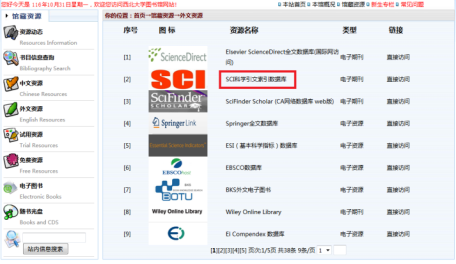 您好今天是 116年10月31日星期一，欢迎您访问西北大学图书馆网站！
本站首页 本馆概况 馆藏资源 新生专栏 常见问题
馆藏资源
你的位置：首页→馆藏资源→外文资源
资源动态
Resources Information
书目信息查询
Bibliography Search
中文资源
Chinese Resources
外文资源
English Resources
试用资源
Trial Resources
免费资源
Free Resources
电子图书
Electronic Books
随书光盘
Books and CDS
站内信息搜索
图 标 资源名称 类型 链接
[1] ScienceDirect Elsevier ScienceDirect全文数据库(国际网访问) 电子期刊 直接访问
[2] SCI SCI科学引文索引数据库 电子期刊 直接访问
[3] SCIFINDER SCHOLAR SciFinder Scholar (CA网络数据库 web版) 电子期刊 直接访问
[4] SpringerLink Springer全文数据库 电子资源 直接访问
[5] Essential Science Indicators ESI（基本科学指标）数据库 电子资源 直接访问
[6] EBSCO EBSCO数据库 电子资源 直接访问
[7] BKS BOTU BKS外文电子图书 电子资源 直接访问
[8] Wiley Online Library Wiley Online Library 电子期刊 直接访问
[9] Ei Compendex 数据库 电子资源 直接访问
[1][2][3][4][5] 页次:1/5页 共38条 9条/页 1